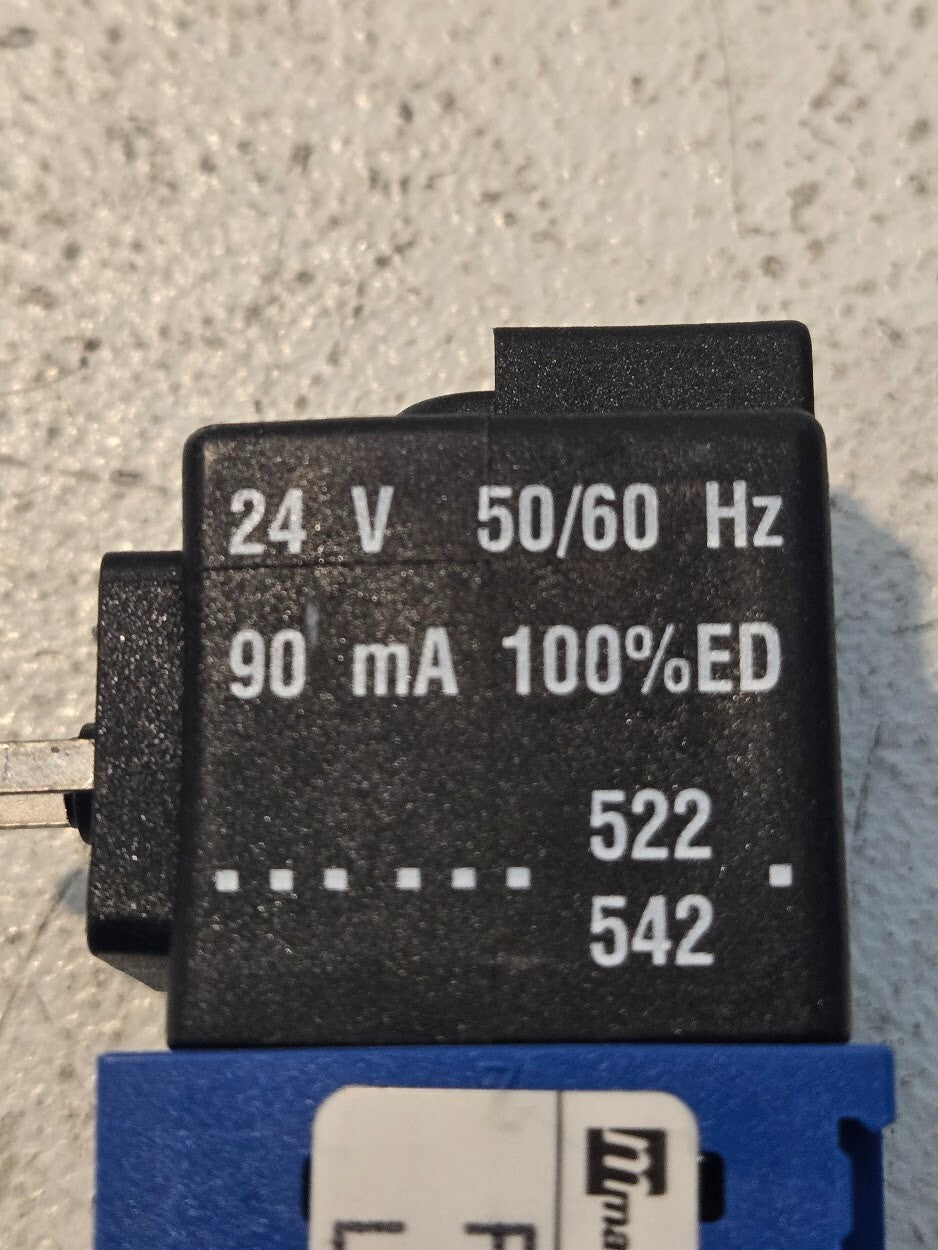 24 V 50/60 Hz
90 mA 100%ED
522
▪ ▪ ▪ ▪ ▪ ▪ ▪
542